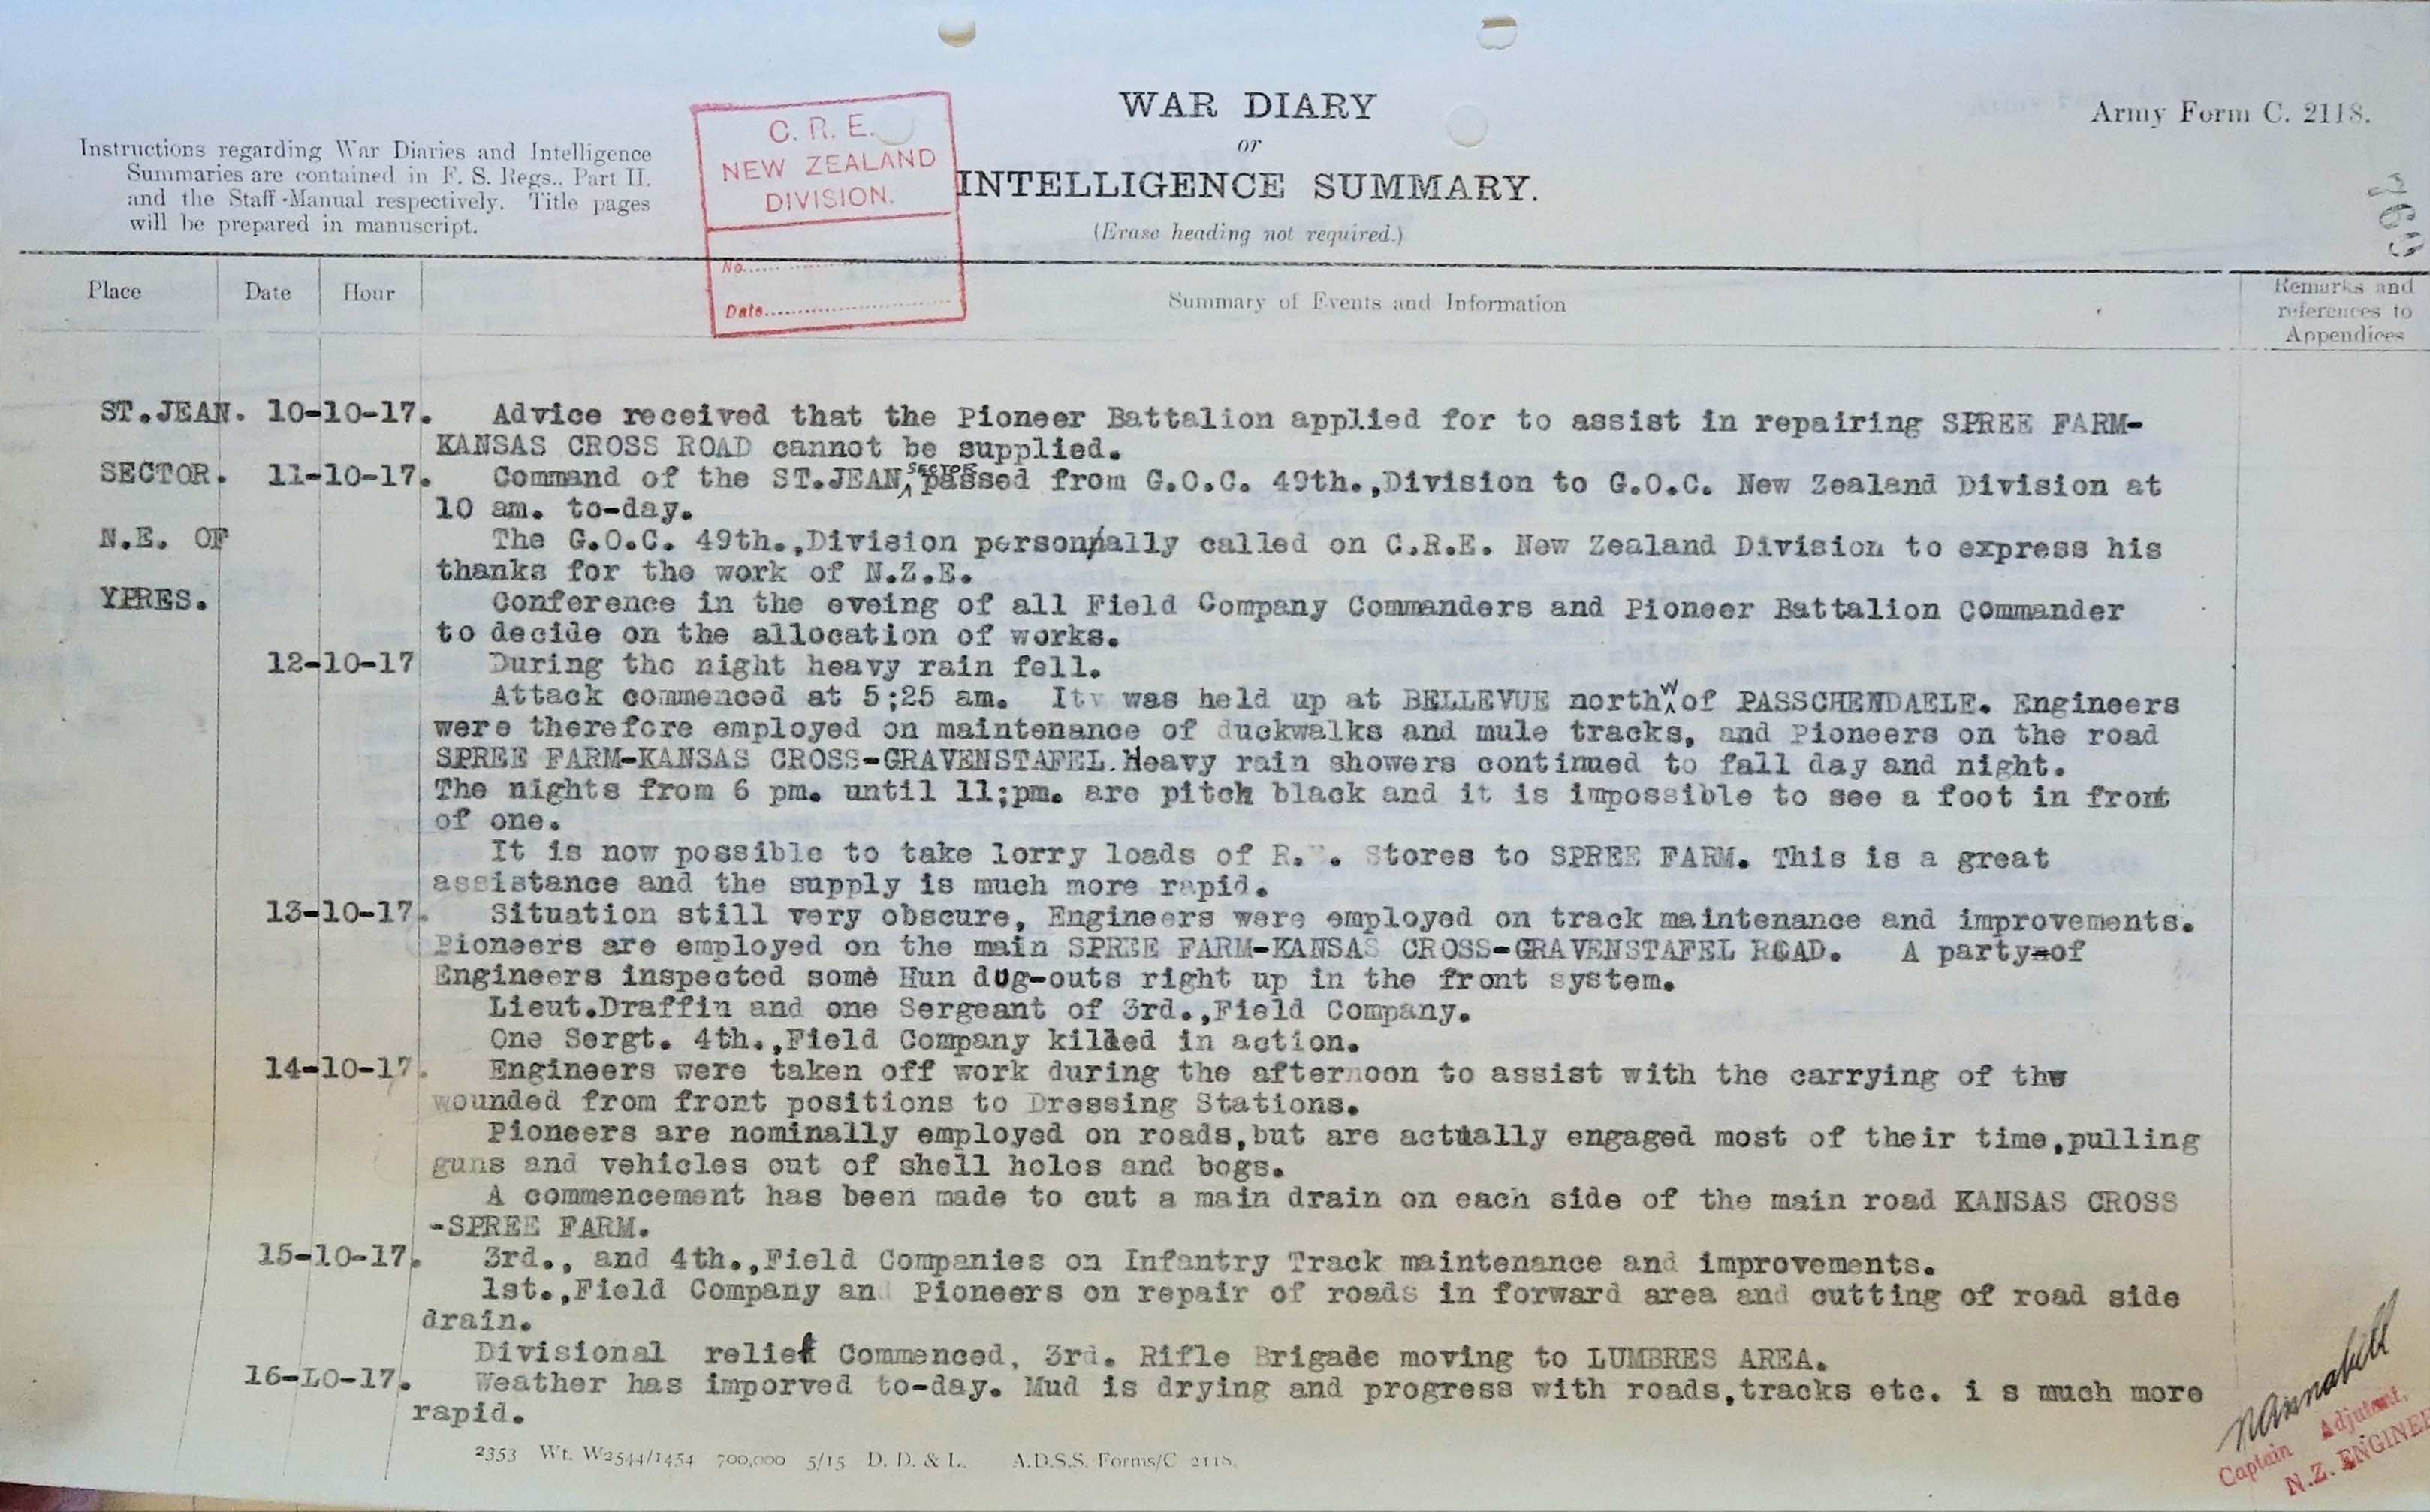 WAR DIARY
or
INTELLIGENCE SUMMARY.
(Erase heading not required.)
Army Form C. 2118.
Instructions regarding War Diaries and Intelligence
Summaries are contained in F. S. Regs., Part II.
and the Staff Manual respectively. Title pages
will be prepared in manuscript.
C. R. E.
NEW ZEALAND
DIVISION.
No.
Date
769
Place Date Hour Summary of Events and Information Remarks and references to Appendices
ST.JEAN. 10-10-17. Advice received that the Pioneer Battalion applied for to assist in repairing SPREE FARM-
KANSAS CROSS ROAD cannot be supplied.
SECTOR. 11-10-17. Command of the ST.JEAN sector passed from G.O.C. 49th.,Division to G.O.C. New Zealand Division at
10 am. to-day.
N.E. OF The G.O.C. 49th.,Division personally called on C.R.E. New Zealand Division to express his
thanks for the work of N.Z.E.
YPRES. Conference in the eveing of all Field Company Commanders and Pioneer Battalion Commander
to decide on the allocation of works.
12-10-17 During the night heavy rain fell.
Attack commenced at 5;25 am. It was held up at BELLEVUE north w of PASSCHENDAELE. Engineers
were therefore employed on maintenance of duckwalks and mule tracks, and Pioneers on the road
SPREE FARM-KANSAS CROSS-GRAVENSTAFEL.Heavy rain showers continued to fall day and night.
The nights from 6 pm. until 11;pm. are pitch black and it is impossible to see a foot in front
of one.
It is now possible to take lorry loads of R. . Stores to SPREE FARM. This is a great
assistance and the supply is much more rapid.
13-10-17. Situation still very obscure, Engineers were employed on track maintenance and improvements.
Pioneers are employed on the main SPREE FARM-KANSAS CROSS-GRAVENSTAFEL ROAD. A party of
Engineers inspected some Hun dug-outs right up in the front system.
Lieut.Draffin and one Sergeant of 3rd.,Field Company.
One Sergt. 4th.,Field Company killed in action.
14-10-17. Engineers were taken off work during the afternoon to assist with the carrying of the
wounded from front positions to Dressing Stations.
Pioneers are nominally employed on roads,but are actually engaged most of their time,pulling
guns and vehicles out of shell holes and bogs.
A commencement has been made to cut a main drain on each side of the main road KANSAS CROSS
-SPREE FARM.
15-10-17. 3rd., and 4th.,Field Companies on Infantry Track maintenance and improvements.
1st.,Field Company and Pioneers on repair of roads in forward area and cutting of road side
drain.
Divisional relief Commenced, 3rd. Rifle Brigade moving to LUMBRES AREA.
16-10-17. Weather has imporved to-day. Mud is drying and progress with roads,tracks etc. i s much more
rapid.
2353 Wt. W2544/1454 700,000 5/15 D. D. & L. A.D.S.S. Forms/C 2118.
Captain Adjutant.
N.Z.